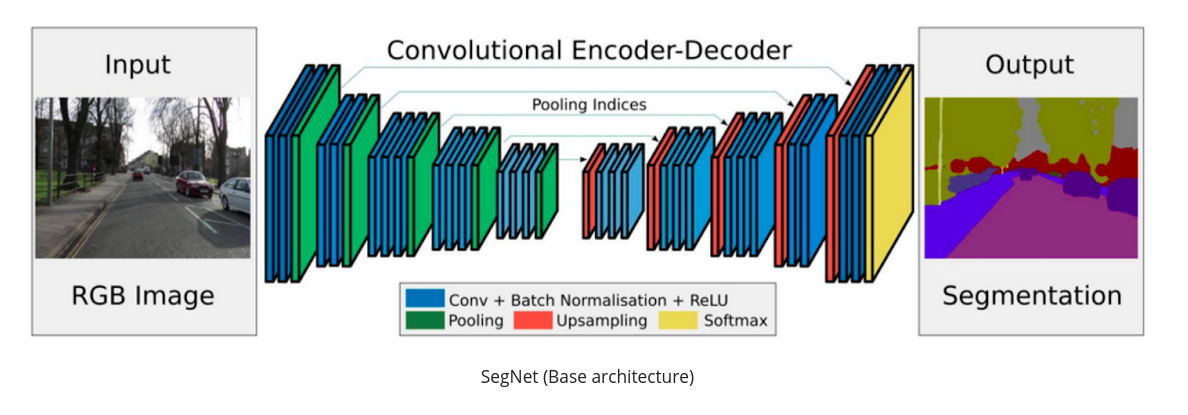 Input
RGB Image
Convolutional Encoder-Decoder
Pooling Indices
Conv + Batch Normalisation + ReLU
Pooling Upsampling Softmax
Output
Segmentation
SegNet (Base architecture)